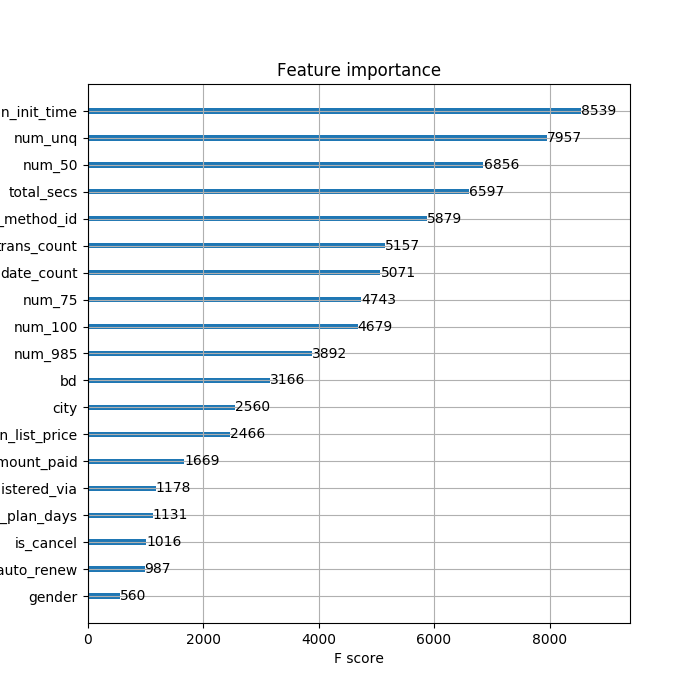 Feature importance
n_init_time 8539
num_unq 7957
num_50 6856
total_secs 6597
_method_id 5879
trans_count 5157
date_count 5071
num_75 4743
num_100 4679
num_985 3892
bd 3166
city 2560
n_list_price 2466
mount_paid 1669
istered_via 1178
_plan_days 1131
is_cancel 1016
auto_renew 987
gender 560
0 2000 4000 6000 8000
F score